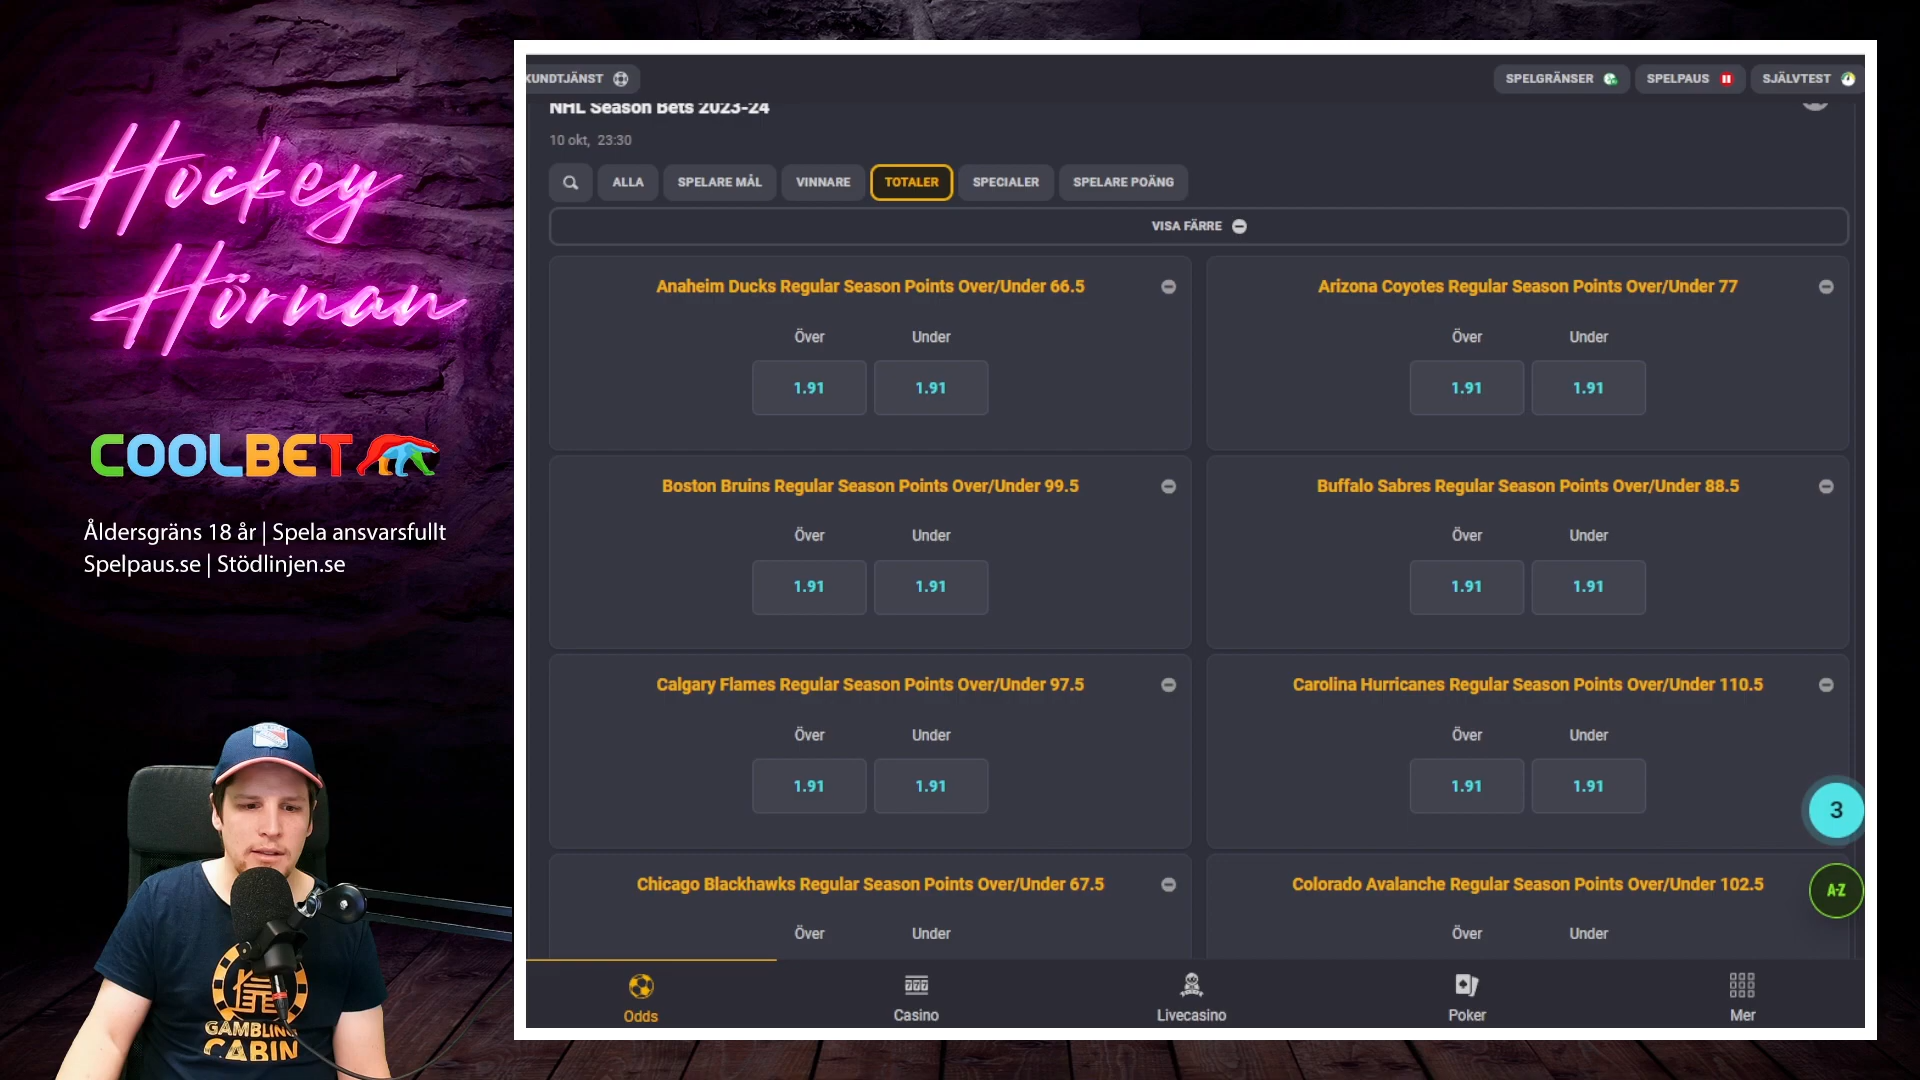 Hockey
Hörnan
COOLBET
Åldersgräns 18 år | Spela ansvarsfullt
Spelpaus.se | Stödlinjen.se
GAMBLING
CABIN
KUNDTJÄNST
SPELGRÄNSER
SPELPAUS
SJÄLVTEST
NHL Season Bets 2023-24
10 okt, 23:30
ALLA
SPELARE MÅL
VINNARE
TOTALER
SPECIALER
SPELARE POÄNG
VISA FÄRRE
Anaheim Ducks Regular Season Points Over/Under 66.5
Över Under
1.91 1.91
Arizona Coyotes Regular Season Points Over/Under 77
Över Under
1.91 1.91
Boston Bruins Regular Season Points Over/Under 99.5
Över Under
1.91 1.91
Buffalo Sabres Regular Season Points Over/Under 88.5
Över Under
1.91 1.91
Calgary Flames Regular Season Points Over/Under 97.5
Över Under
1.91 1.91
Carolina Hurricanes Regular Season Points Over/Under 110.5
Över Under
1.91 1.91
Chicago Blackhawks Regular Season Points Over/Under 67.5
Över Under
Colorado Avalanche Regular Season Points Over/Under 102.5
Över Under
3
A-Z
Odds
777
Casino
Livecasino
Poker
Mer